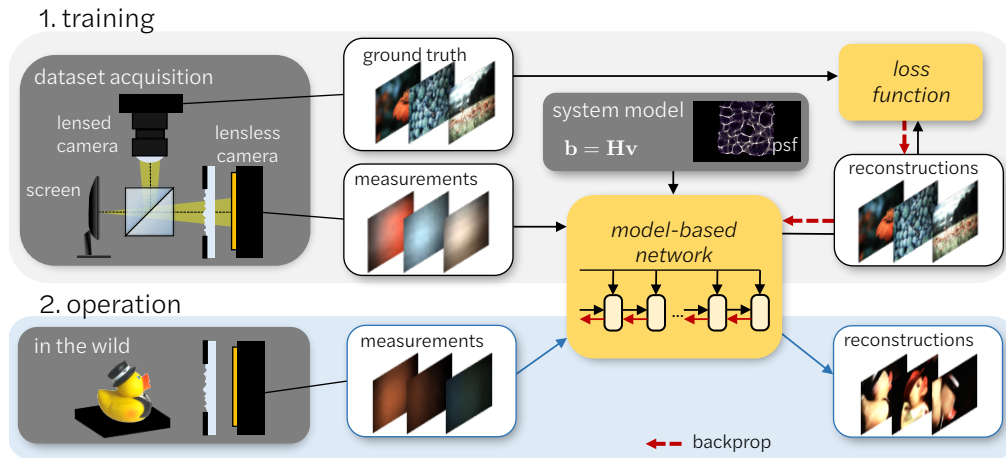 1. training
dataset acquisition
lensed
camera
lensless
camera
screen
ground truth
measurements
system model
b = Hv
psf
loss
function
reconstructions
model-based
network
...
2. operation
in the wild
measurements
reconstructions
backprop